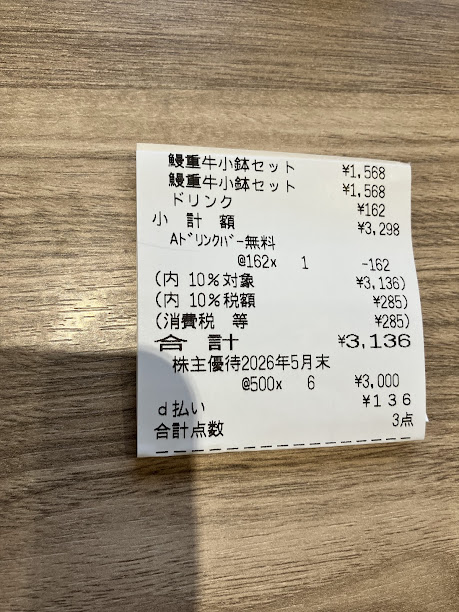 鰻重牛小鉢セット ¥1,568
鰻重牛小鉢セット ¥1,568
ドリンク ¥162
小 計 額 ¥3,298
Aﾄﾞﾘﾝｸﾊﾞｰ無料
@162× 1 -162
(内 10%対象 ¥3,136)
(内 10%税額 ¥285)
(消費税 等 ¥285)
合 計 ¥3,136
株主優待2026年5月末
@500× 6 ¥3,000
d払い ¥136
合計点数 3点